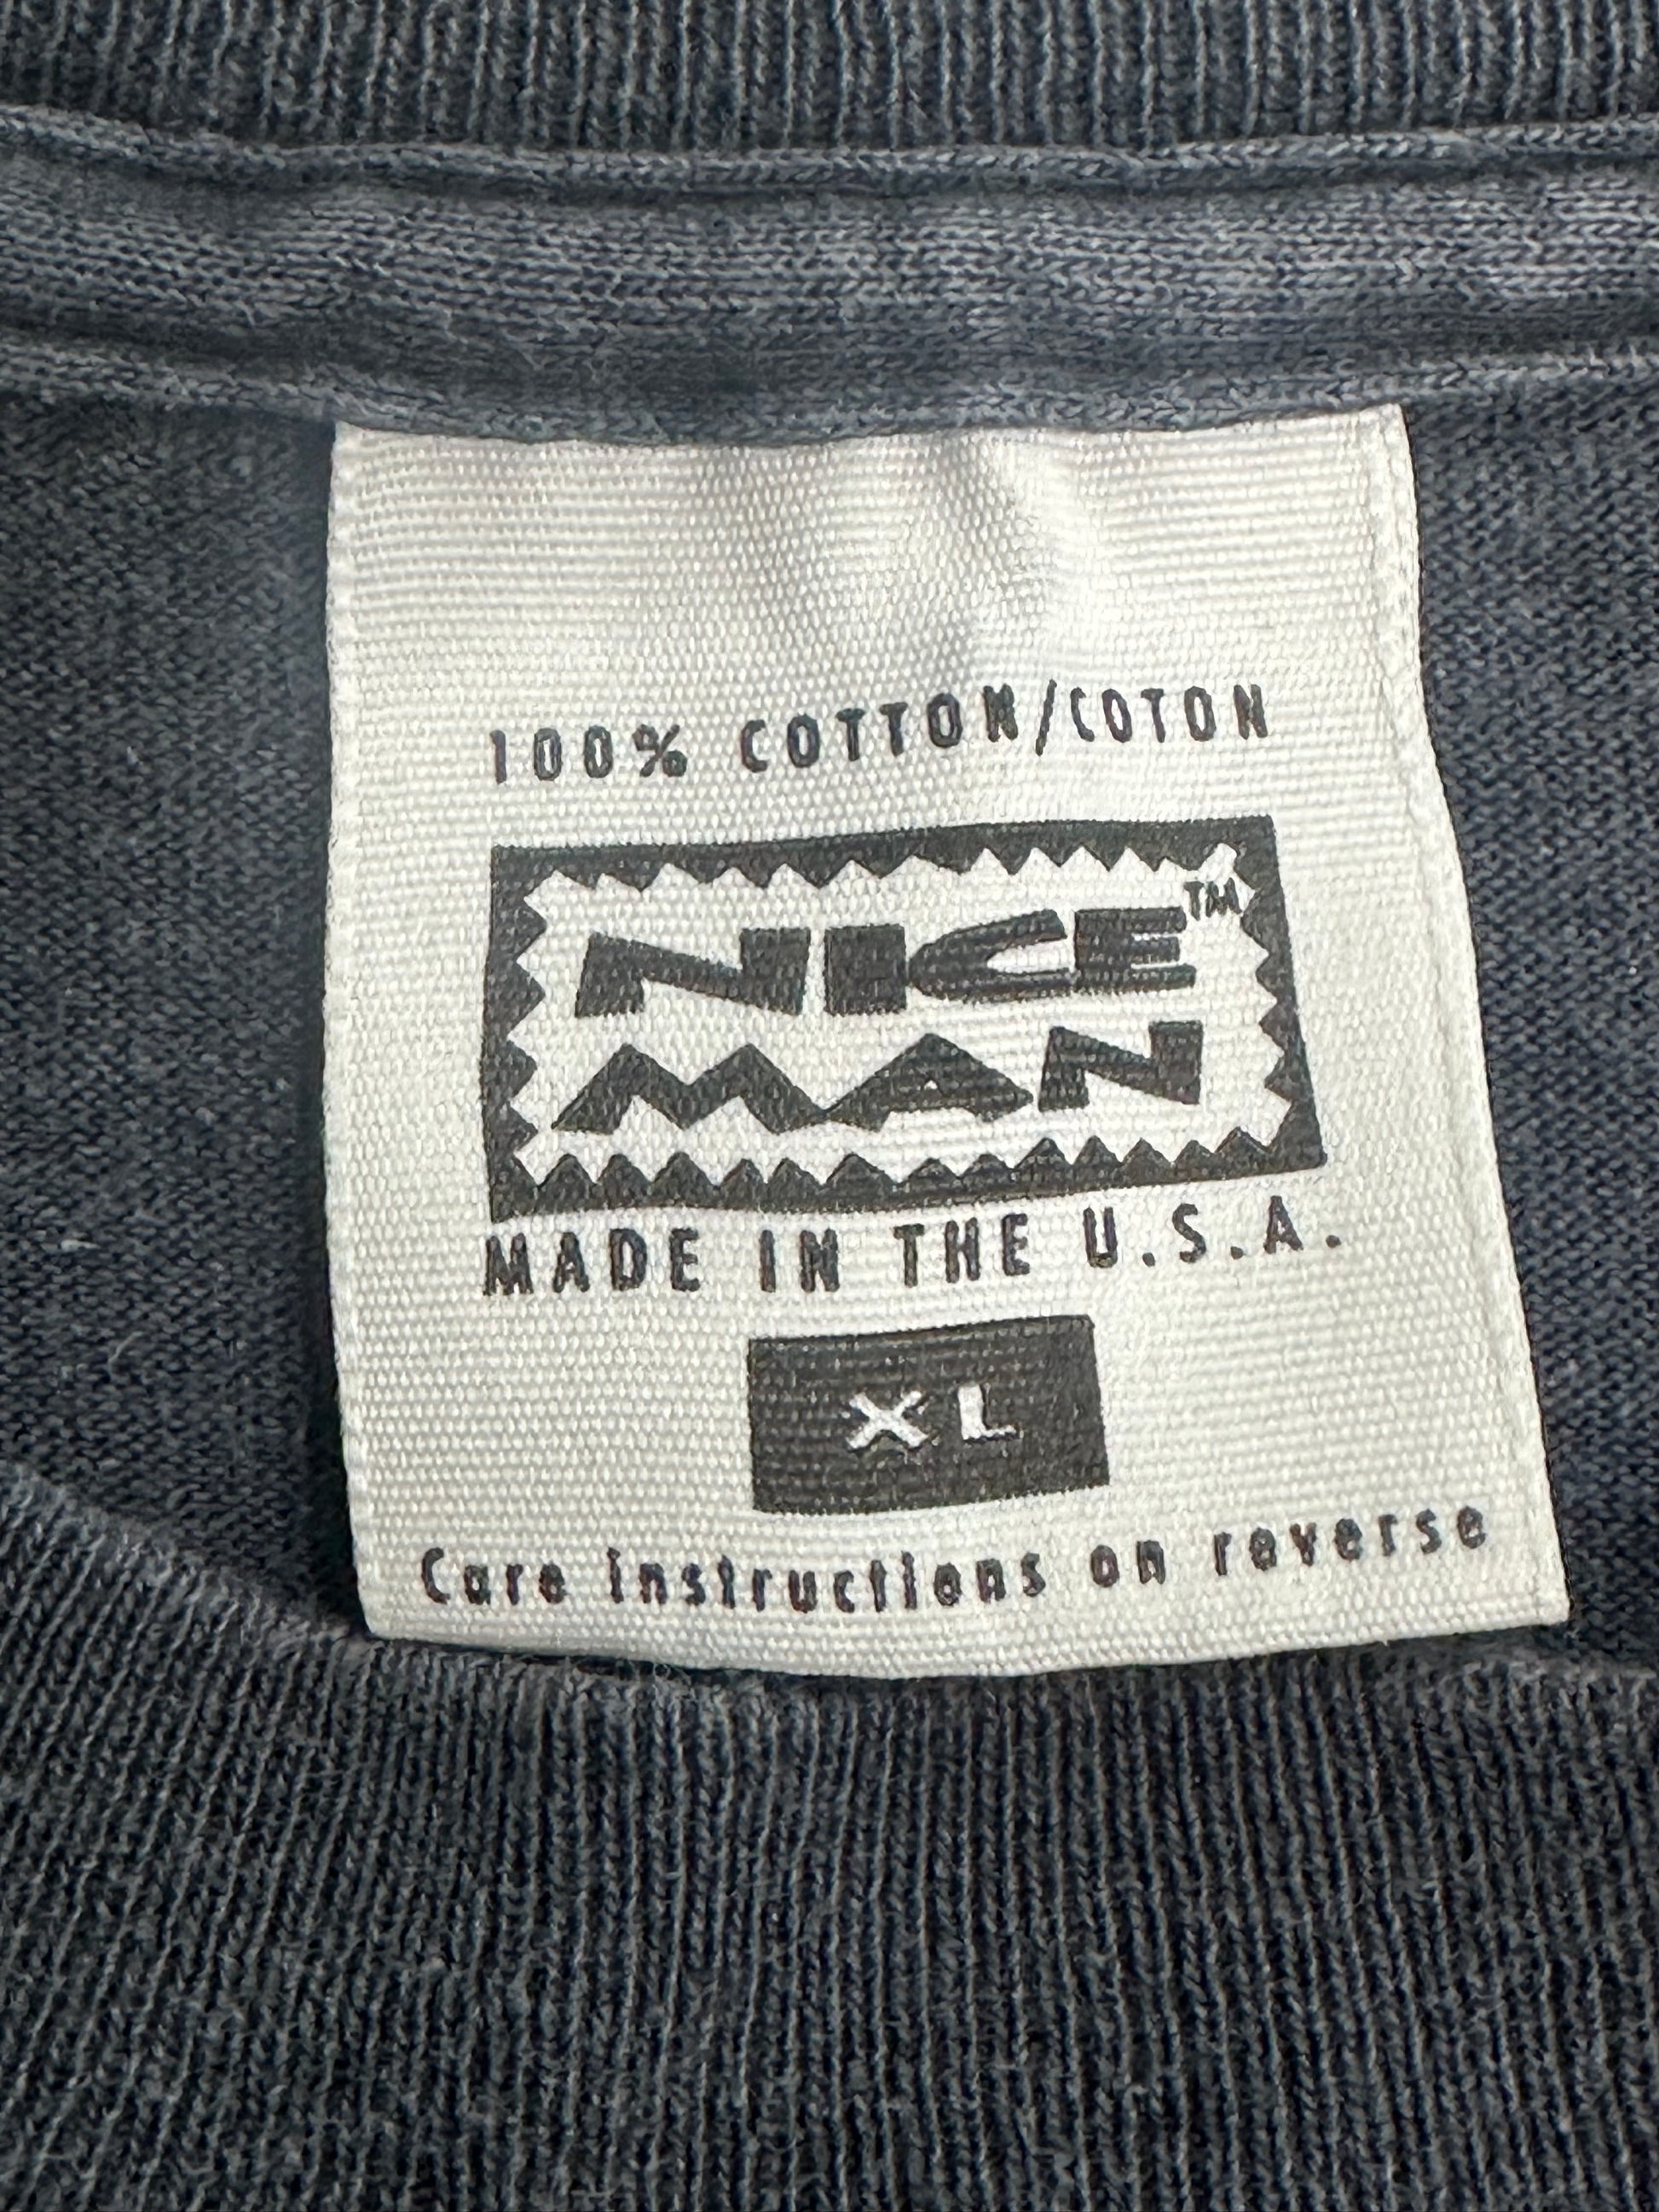 100% COTTON/COTON
NICE™
MAN
MADE IN THE U.S.A.
XL
Care instructions on reverse